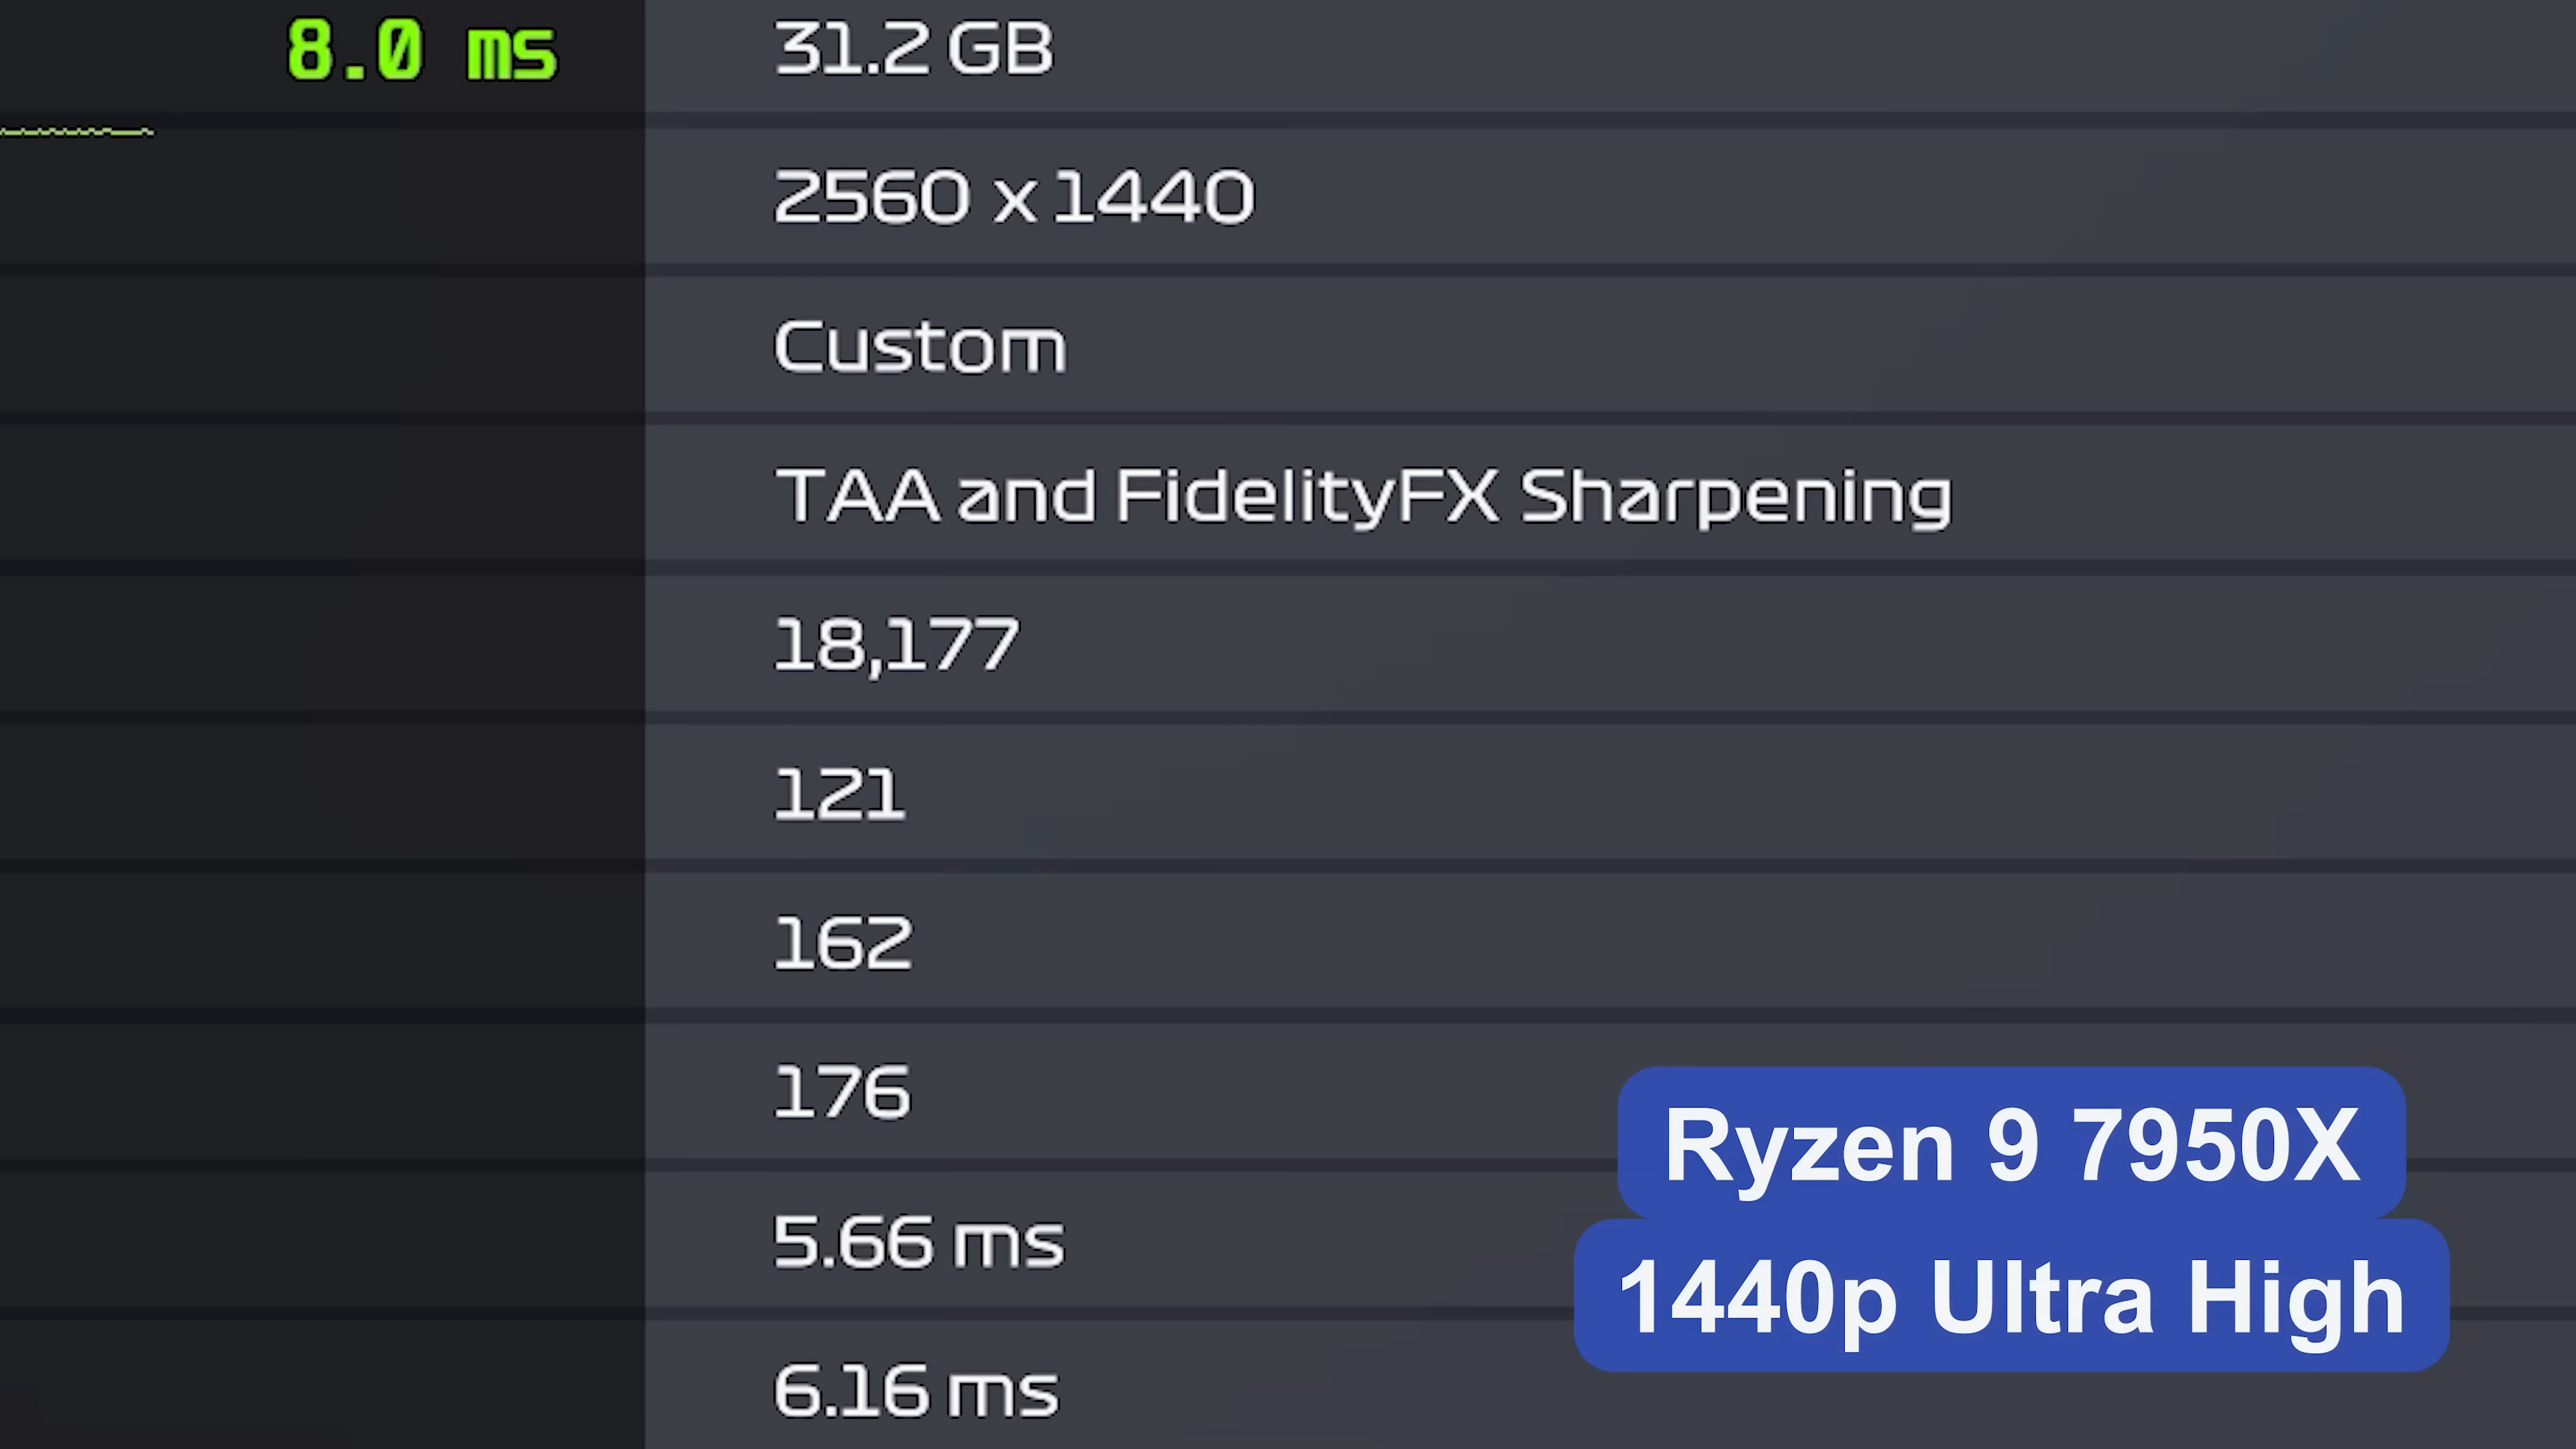 8.0 ms
31.2 GB
2560 x 1440
Custom
TAA and FidelityFX Sharpening
18,177
121
162
176
5.66 ms
6.16 ms
Ryzen 9 7950X
1440p Ultra High